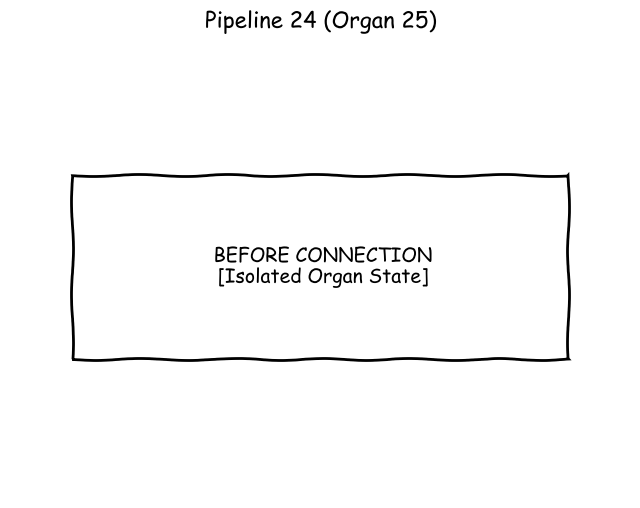 Pipeline 24 (Organ 25)
BEFORE CONNECTION
[Isolated Organ State]